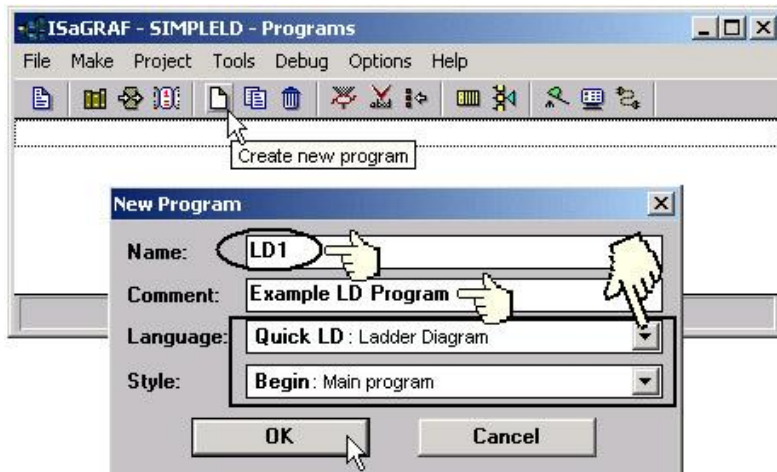 ISaGRAF - SIMPLELD - Programs
File Make Project Tools Debug Options Help
Create new program
New Program
Name: LD1
Comment: Example LD Program
Language: Quick LD : Ladder Diagram
Style: Begin : Main program
OK Cancel